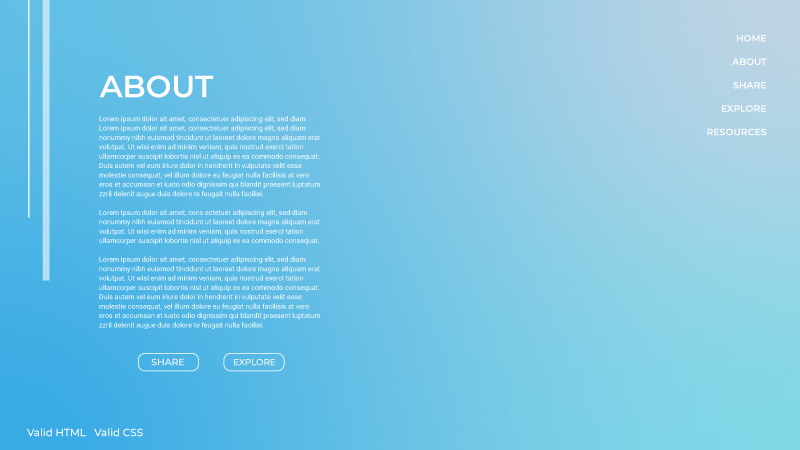 HOME
ABOUT
SHARE
EXPLORE
RESOURCES
ABOUT
Lorem ipsum dolor sit amet, consectetuer adipiscing elit, sed diam
Lorem ipsum dolor sit amet, consectetuer adipiscing elit, sed diam
nonummy nibh euismod tincidunt ut laoreet dolore magna aliquam erat
volutpat. Ut wisi enim ad minim veniam, quis nostrud exerci tation
ullamcorper suscipit lobortis nisl ut aliquip ex ea commodo consequat.
Duis autem vel eum iriure dolor in hendrerit in vulputate velit esse
molestie consequat, vel illum dolore eu feugiat nulla facilisis at vero
eros et accumsan et iusto odio dignissim qui blandit praesent luptatum
zzril delenit augue duis dolore te feugait nulla facilisi.
Lorem ipsum dolor sit amet, cons ectetuer adipiscing elit, sed diam
nonummy nibh euismod tincidunt ut laoreet dolore magna aliquam erat
volutpat. Ut wisi enim ad minim veniam, quis nostrud exerci tation
ullamcorper suscipit lobortis nisl ut aliquip ex ea commodo consequat.
Lorem ipsum dolor sit amet, consectetuer adipiscing elit, sed diam
nonummy nibh euismod tincidunt ut laoreet dolore magna aliquam erat
volutpat. Ut wisi enim ad minim veniam, quis nostrud exerci tation
ullamcorper suscipit lobortis nisl ut aliquip ex ea commodo consequat.
Duis autem vel eum iriure dolor in hendrerit in vulputate velit esse
molestie consequat, vel illum dolore eu feugiat nulla facilisis at vero
eros et accumsan et iusto odio dignissim qui blandit praesent luptatum
zzril delenit augue duis dolore te feugait nulla facilisi.
SHARE EXPLORE
Valid HTML Valid CSS